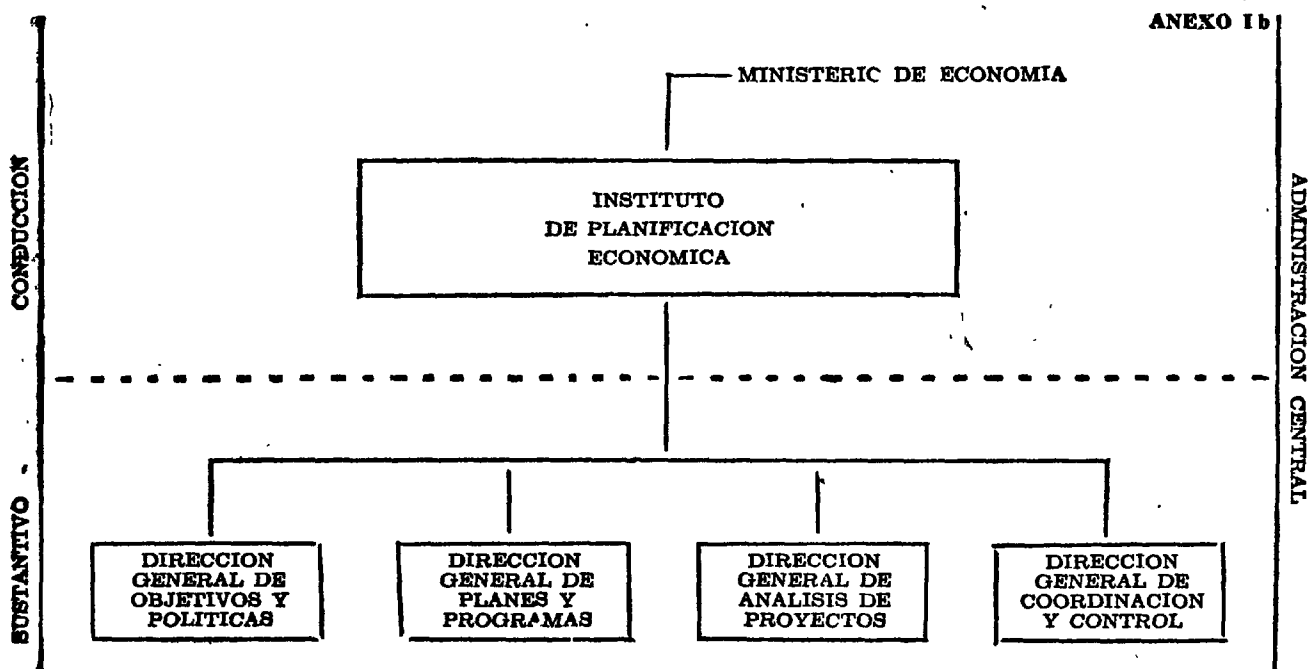 ANEXO Ib
MINISTERIC DE ECONOMIA
CONDUCCION
INSTITUTO
DE PLANIFICACION
ECONOMICA
ADMINISTRACION CENTRAL
SUSTANTIVO
DIRECCION
GENERAL DE
OBJETIVOS Y
POLITICAS
DIRECCION
GENERAL DE
PLANES Y
PROGRAMAS
DIRECCION
GENERAL DE
ANALISIS DE
PROYECTOS
DIRECCION
GENERAL DE
COORDINACION
Y CONTROL